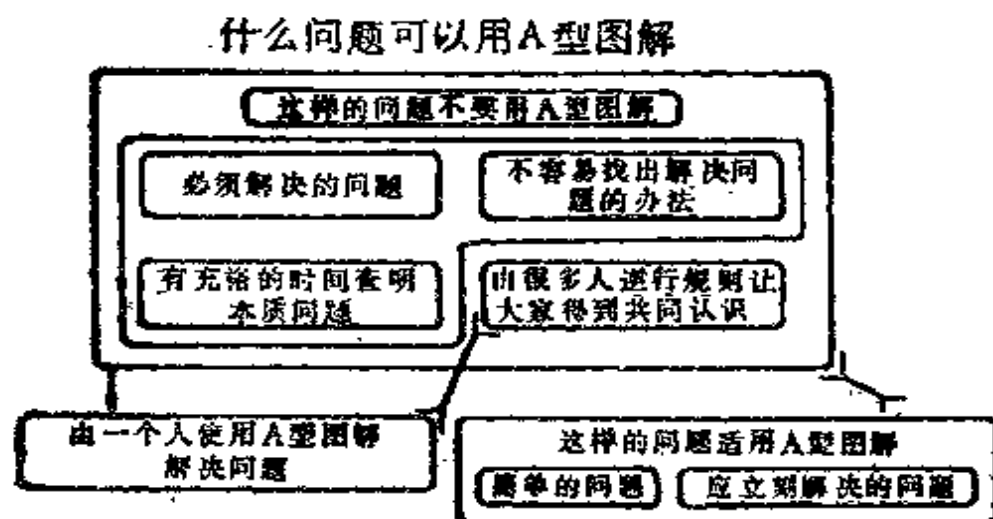 什么问题可以用A型图解
这样的问题不要用A型图解
必须解决的问题
不容易找出解决问
题的办法
有充裕的时间查明
本质问题
由很多人进行规则让
大家得到共同认识
由一个人使用A型图解
解决问题
这样的问题适用A型图解
简单的问题
应立刻解决的问题